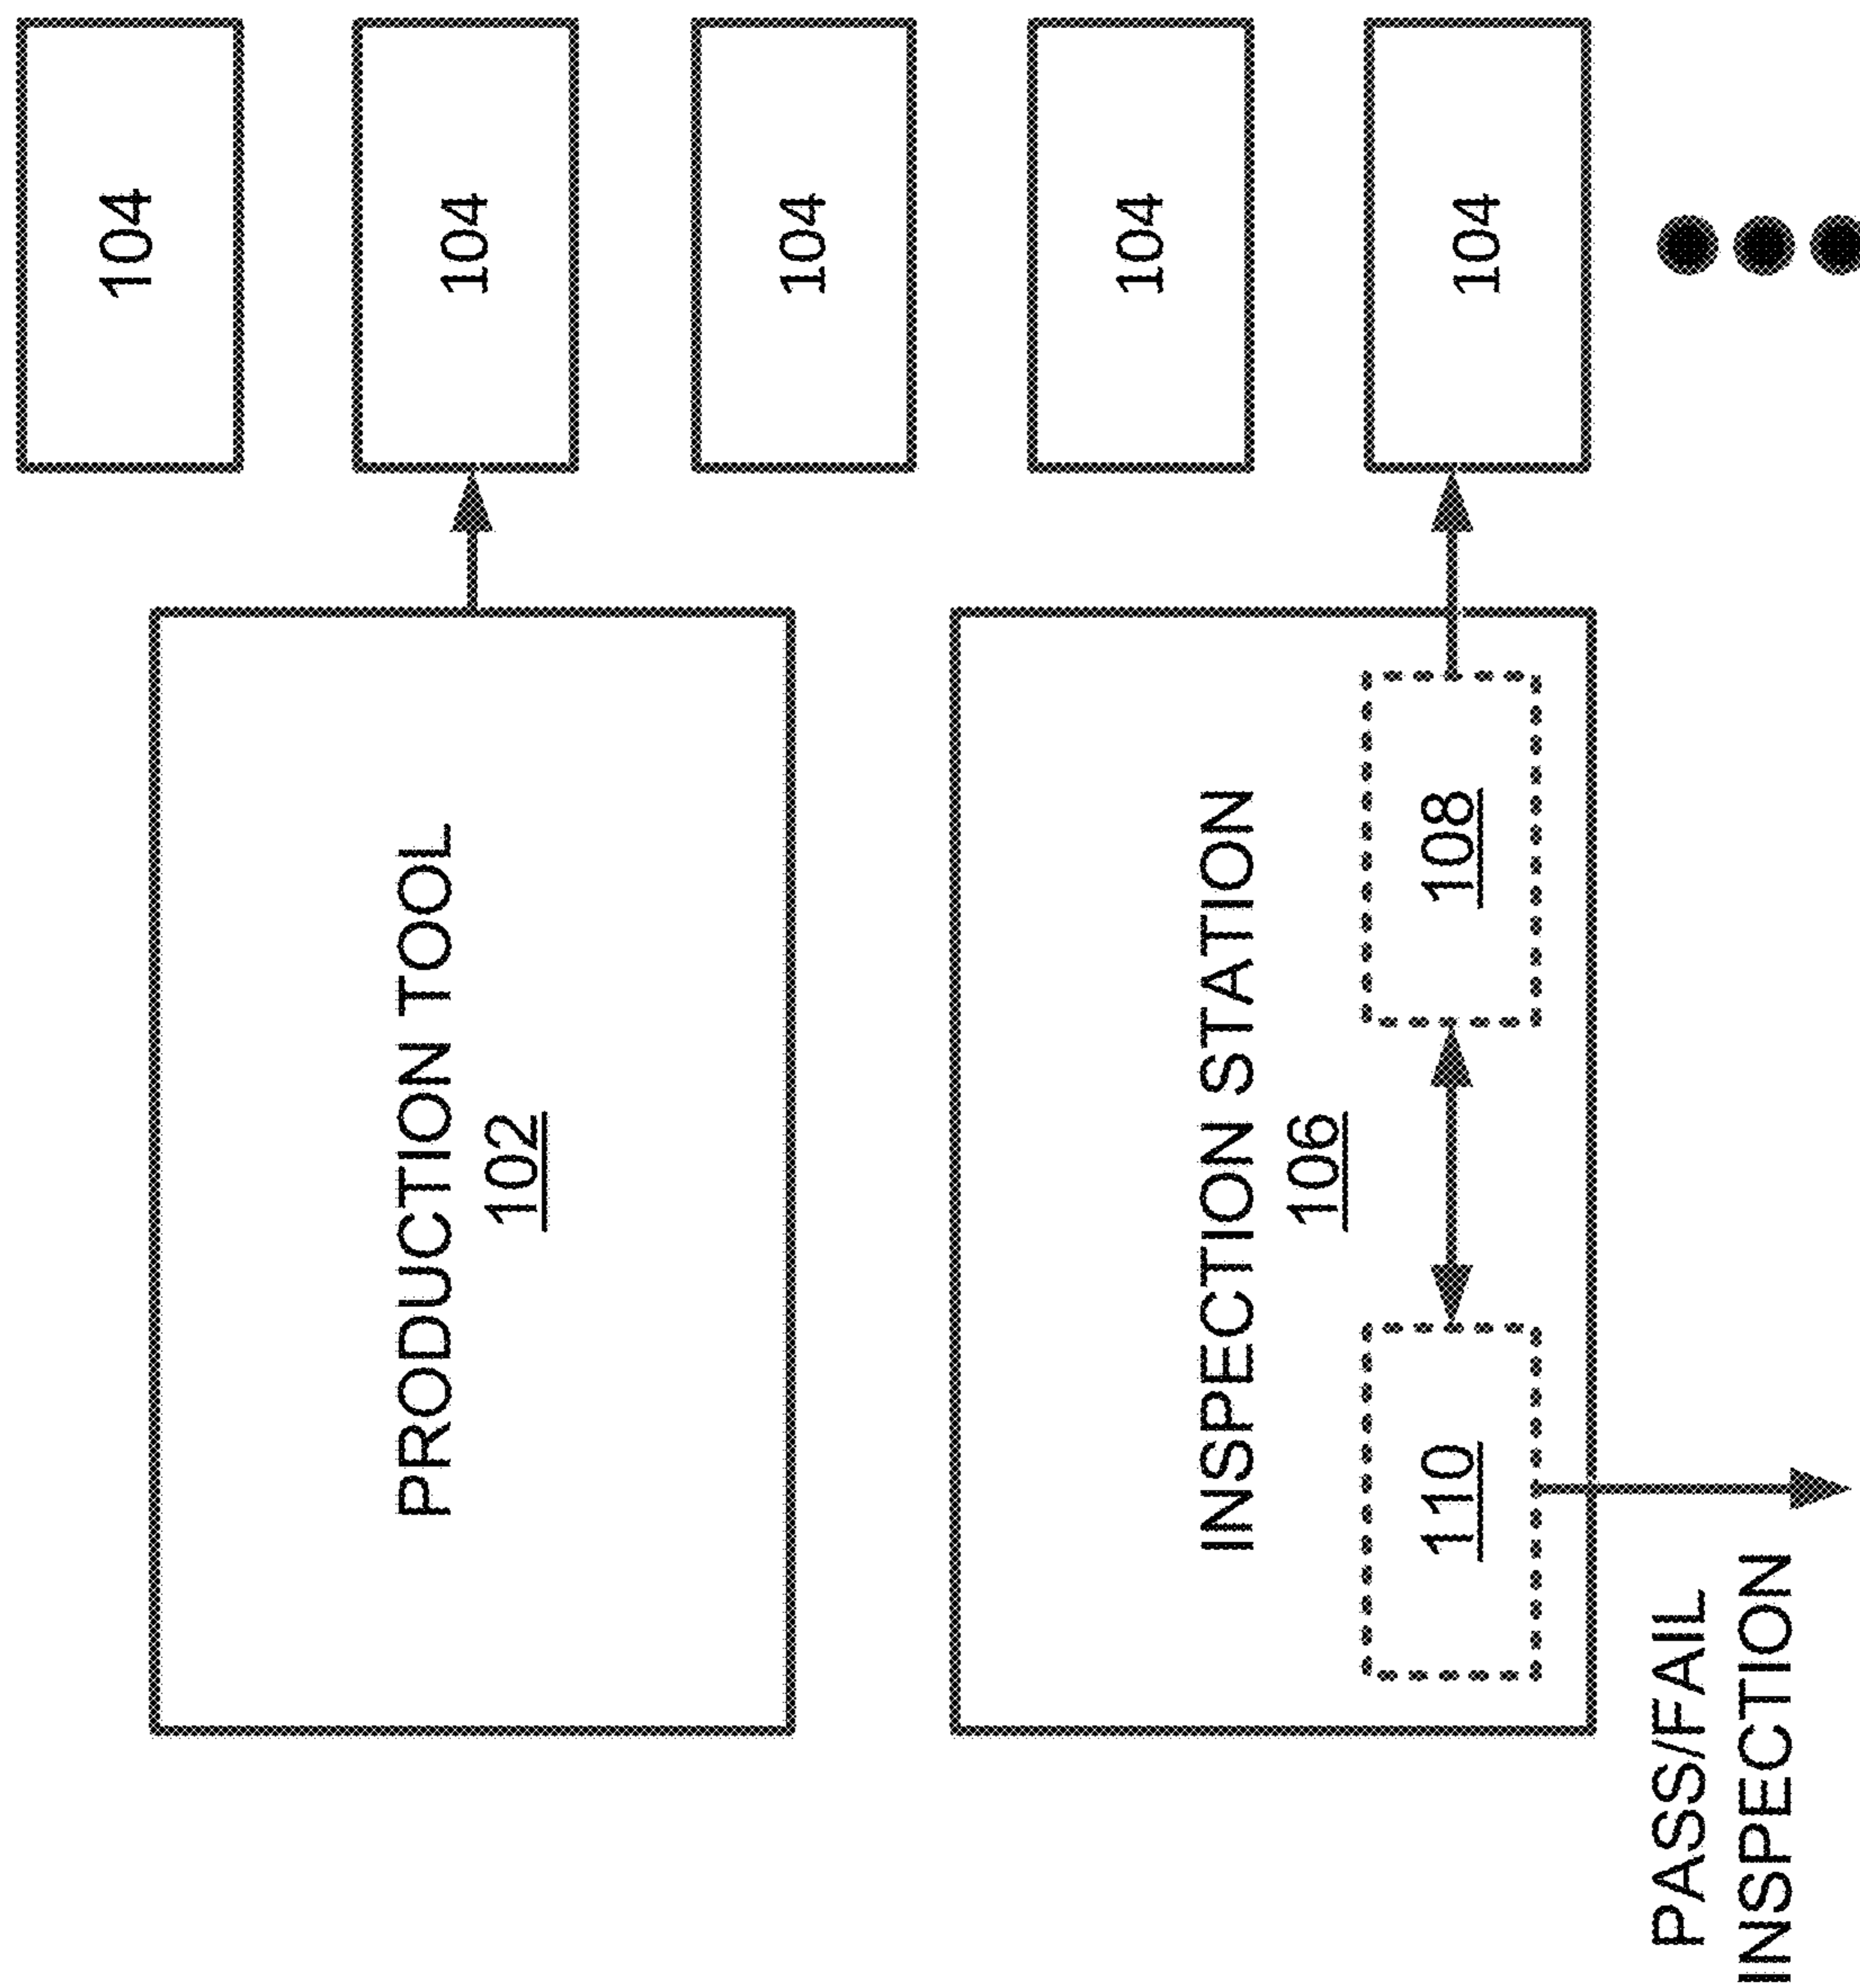 104
104
104
104
104
PRODUCTION TOOL
102
INSPECTION STATION
106
108
110
PASS/FAIL
INSPECTION